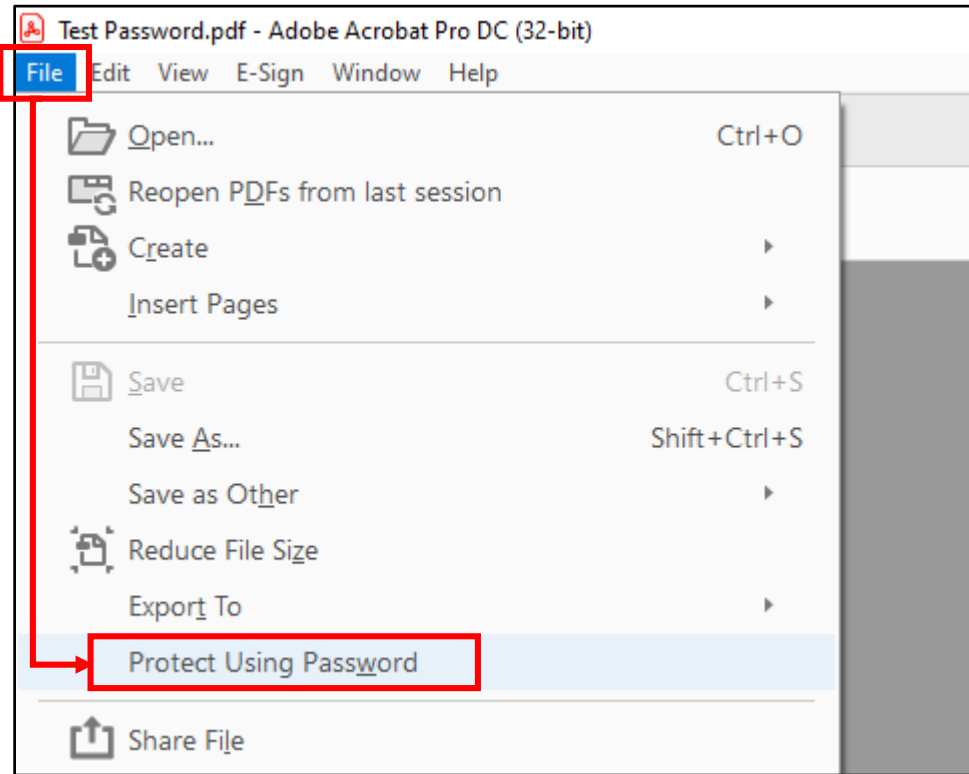 Test Password.pdf - Adobe Acrobat Pro DC (32-bit)
File Edit View E-Sign Window Help
Open... Ctrl+O
Reopen PDFs from last session
Create
Insert Pages
Save Ctrl+S
Save As... Shift+Ctrl+S
Save as Other
Reduce File Size
Export To
Protect Using Password
Share File